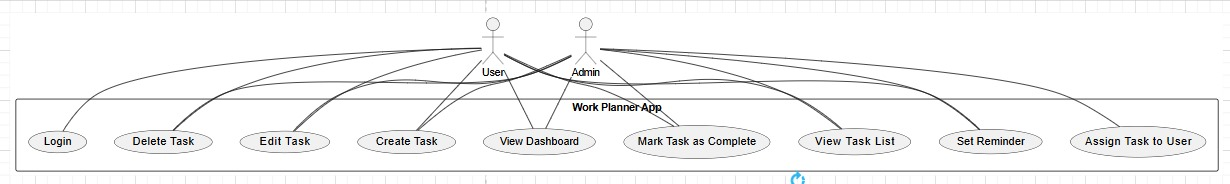 User
Admin
Work Planner App
Login
Delete Task
Edit Task
Create Task
View Dashboard
Mark Task as Complete
View Task List
Set Reminder
Assign Task to User